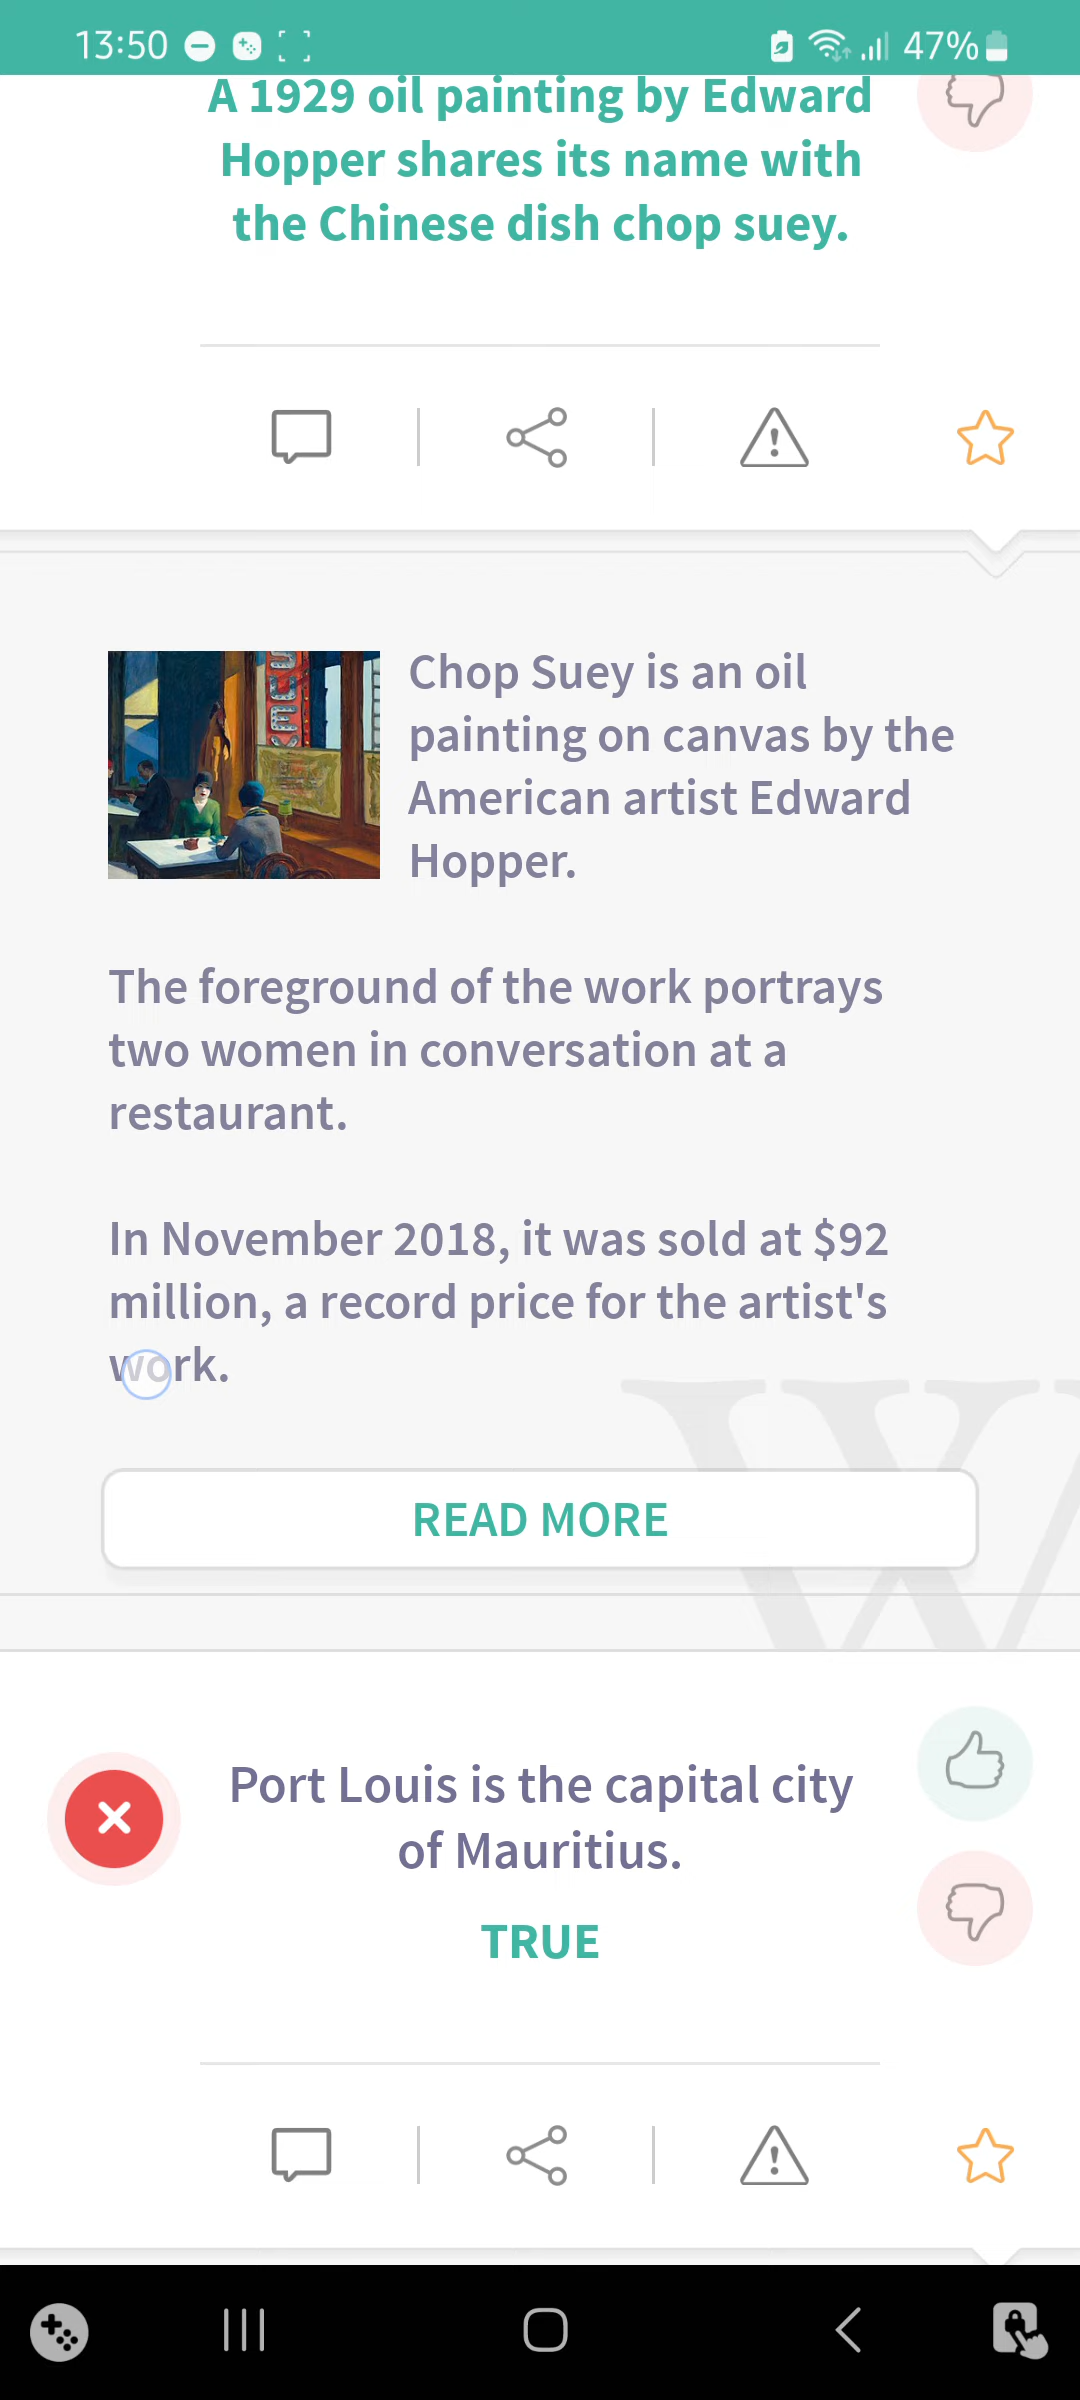 13:50
47%
A 1929 oil painting by Edward
Hopper shares its name with
the Chinese dish chop suey.
SUEY
Chop Suey is an oil
painting on canvas by the
American artist Edward
Hopper.
The foreground of the work portrays
two women in conversation at a
restaurant.
In November 2018, it was sold at $92
million, a record price for the artist's
work.
W
READ MORE
Port Louis is the capital city
of Mauritius.
TRUE